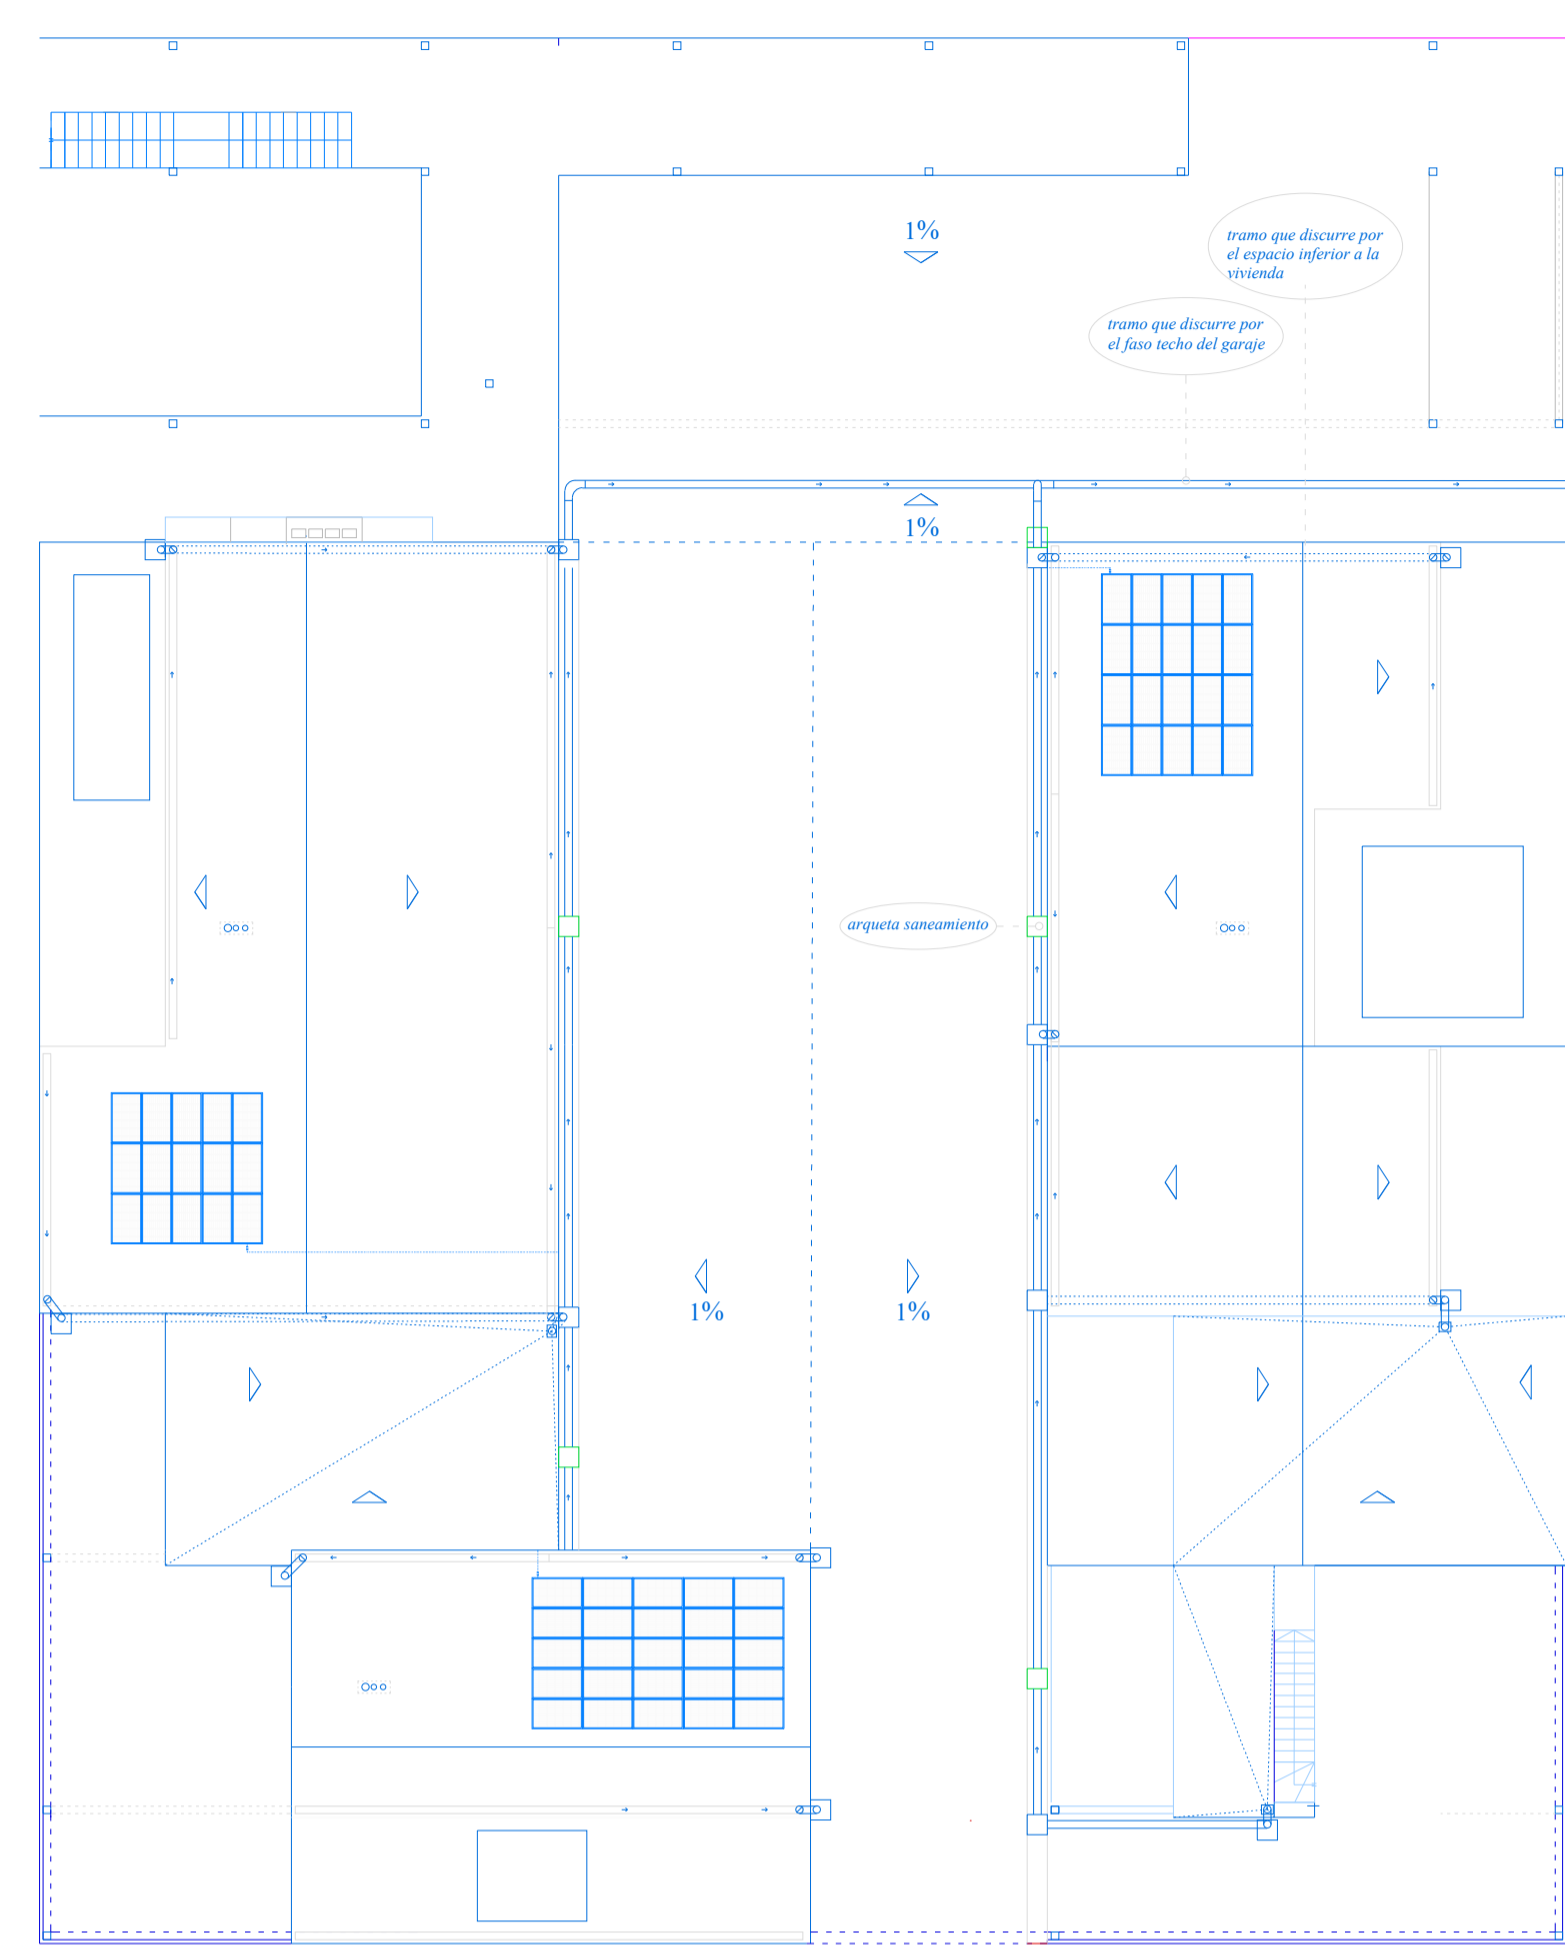 1%
tramo que discurre por
el espacio inferior a la
vivienda
tramo que discurre por
el faso techo del garaje
1%
arqueta saneamiento
1%
1%